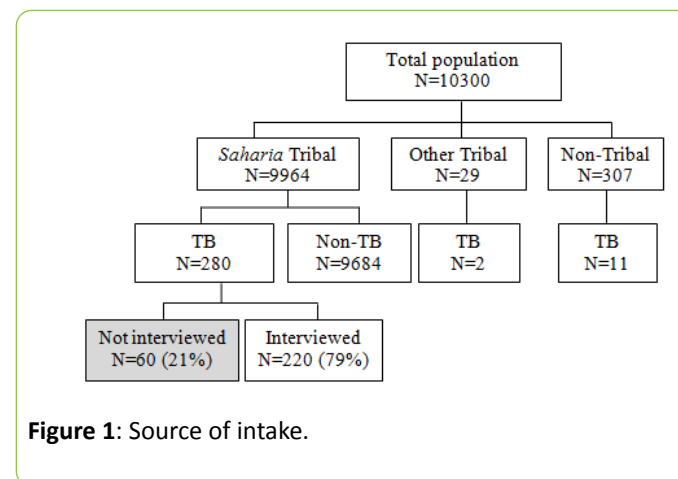 Total population
N=10300
Saharia Tribal
N=9964
Other Tribal
N=29
Non-Tribal
N=307
TB
N=280
Non-TB
N=9684
TB
N=2
TB
N=11
Not interviewed
N=60 (21%)
Interviewed
N=220 (79%)
Figure 1: Source of intake.